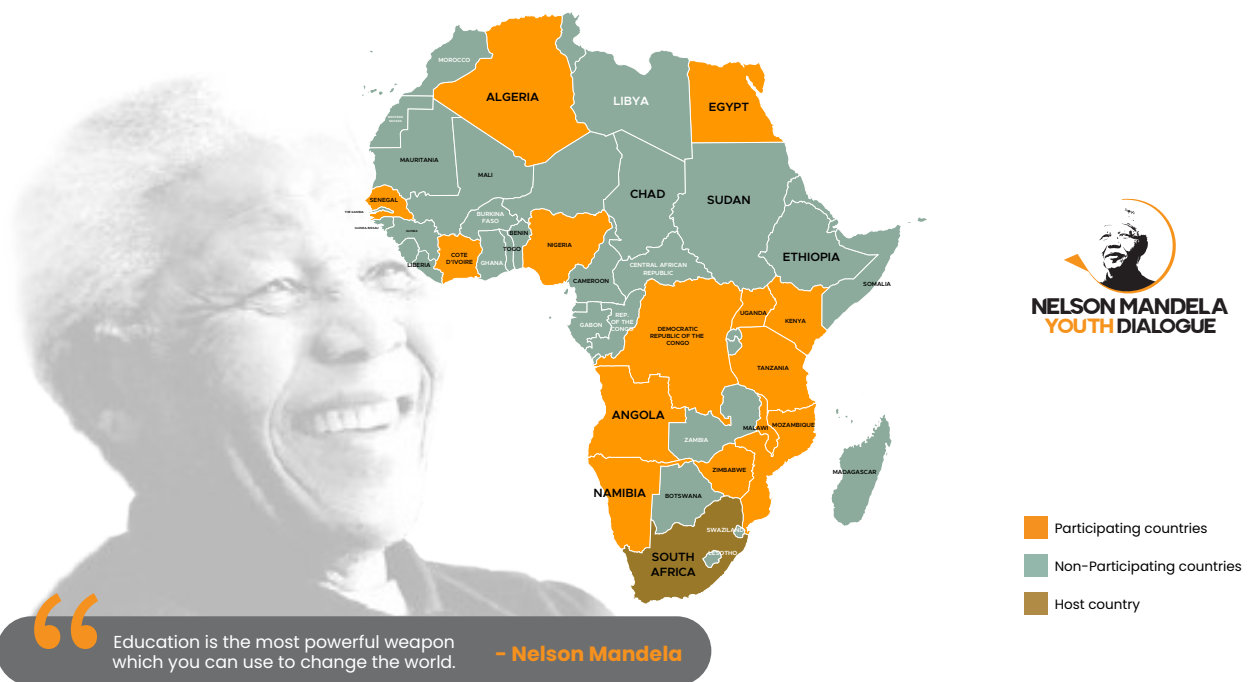 MOROCCO
ALGERIA
LIBYA
EGYPT
MAURITANIA
MALI
CHAD
SUDAN
SENEGAL
THE GAMBIA
GUINEA-BISSAU
GUINEA
BURKINA
FASO
BENIN
TOGO
NIGERIA
COTE
D'IVOIRE
GHANA
LIBERIA
CAMEROON
CENTRAL AFRICAN
REPUBLIC
ETHIOPIA
SOMALIA
GABON
REP.
OF THE
CONGO
DEMOCRATIC
REPUBLIC OF THE
CONGO
UGANDA
KENYA
TANZANIA
ANGOLA
ZAMBIA
MALAWI
MOZAMBIQUE
ZIMBABWE
MADAGASCAR
NAMIBIA
BOTSWANA
SWAZILAND
LESOTHO
SOUTH
AFRICA
NELSON MANDELA
YOUTH DIALOGUE
Participating countries
Non-Participating countries
Host country
Education is the most powerful weapon
which you can use to change the world.
- Nelson Mandela